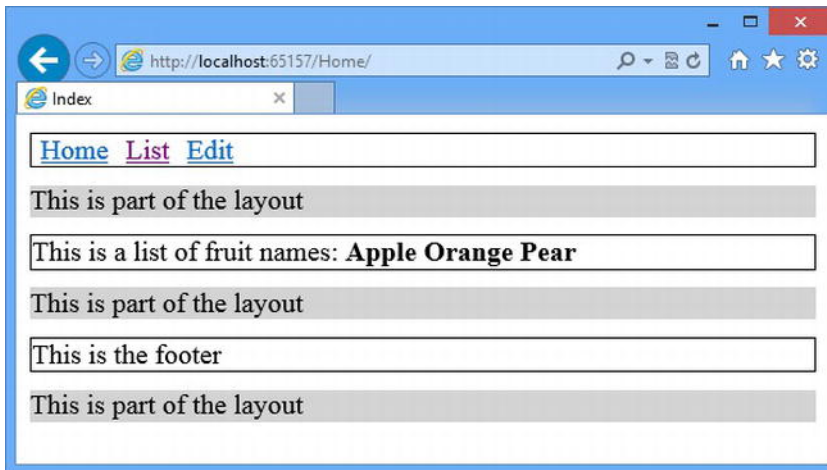 http://localhost:65157/Home/
Index
Home List Edit
This is part of the layout
This is a list of fruit names: Apple Orange Pear
This is part of the layout
This is the footer
This is part of the layout